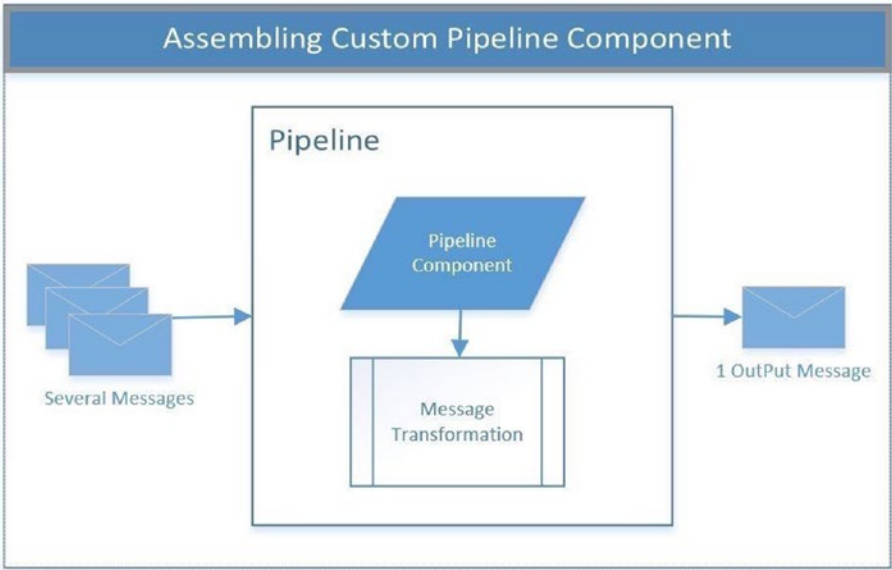 Assembling Custom Pipeline Component
Pipeline
Pipeline
Component
Several Messages
Message
Transformation
1 OutPut Message